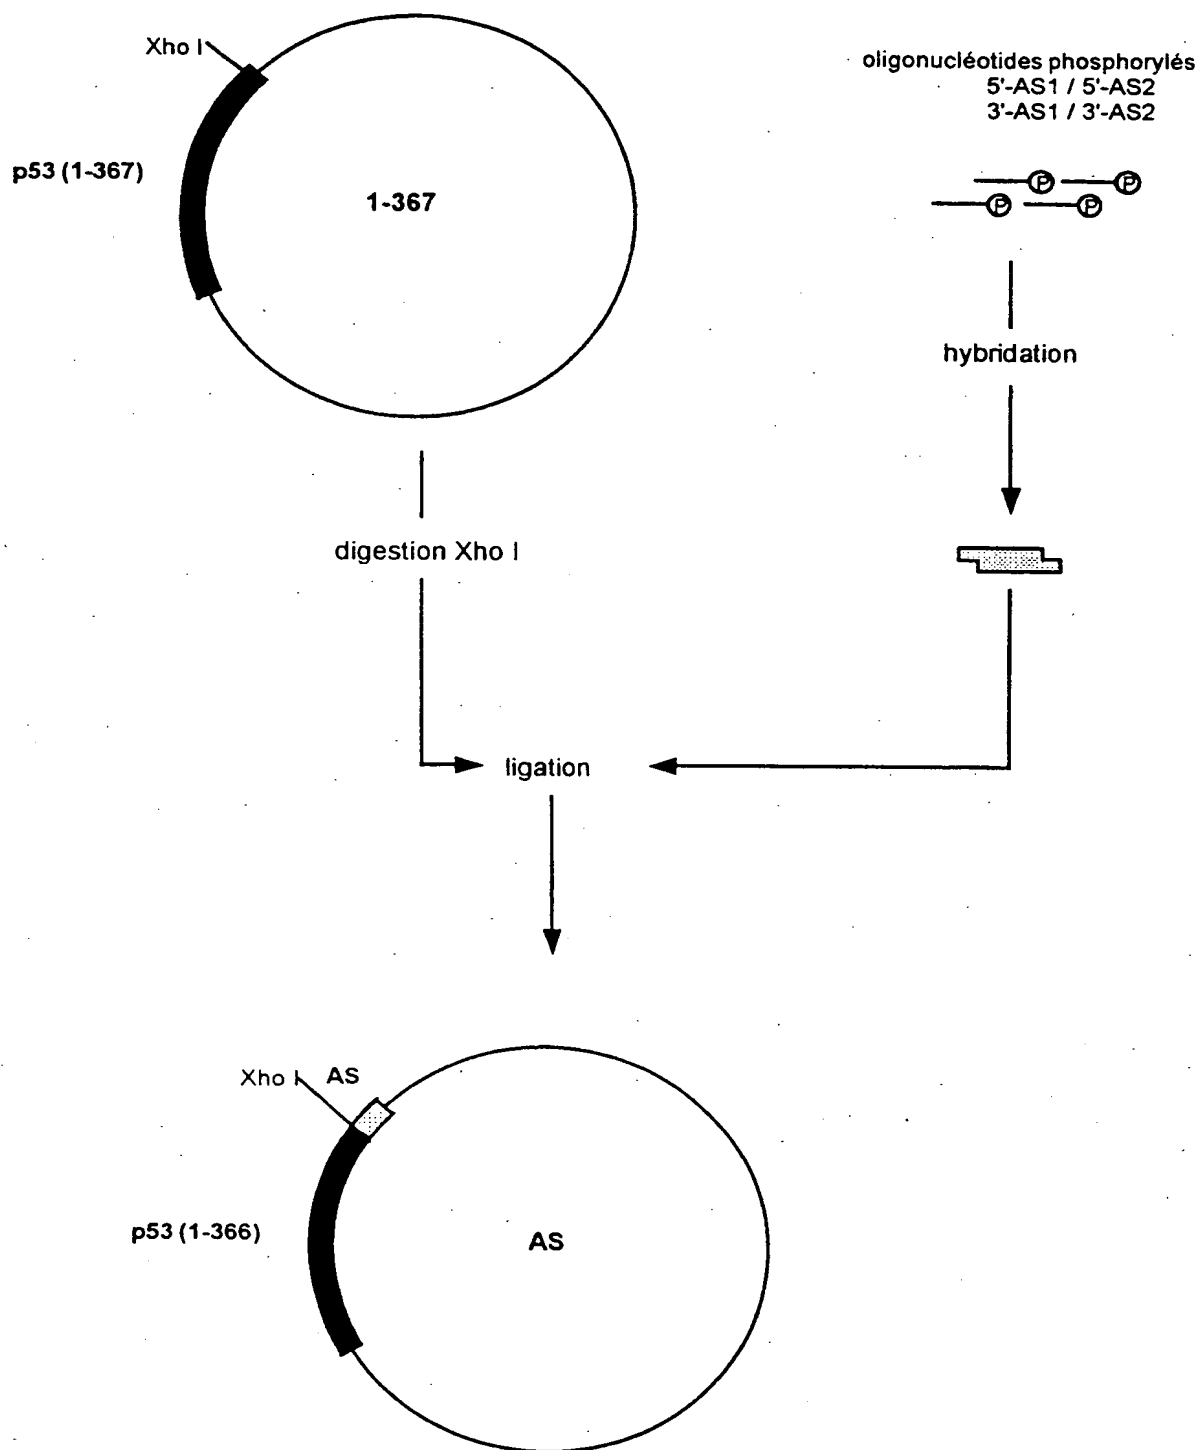 Xho I
p53 (1-367)
1-367
oligonucléotides phosphorylés
5'-AS1 / 5'-AS2
3'-AS1 / 3'-AS2
P P
P P
hybridation
digestion Xho I
ligation
Xho I AS
p53 (1-366)
AS